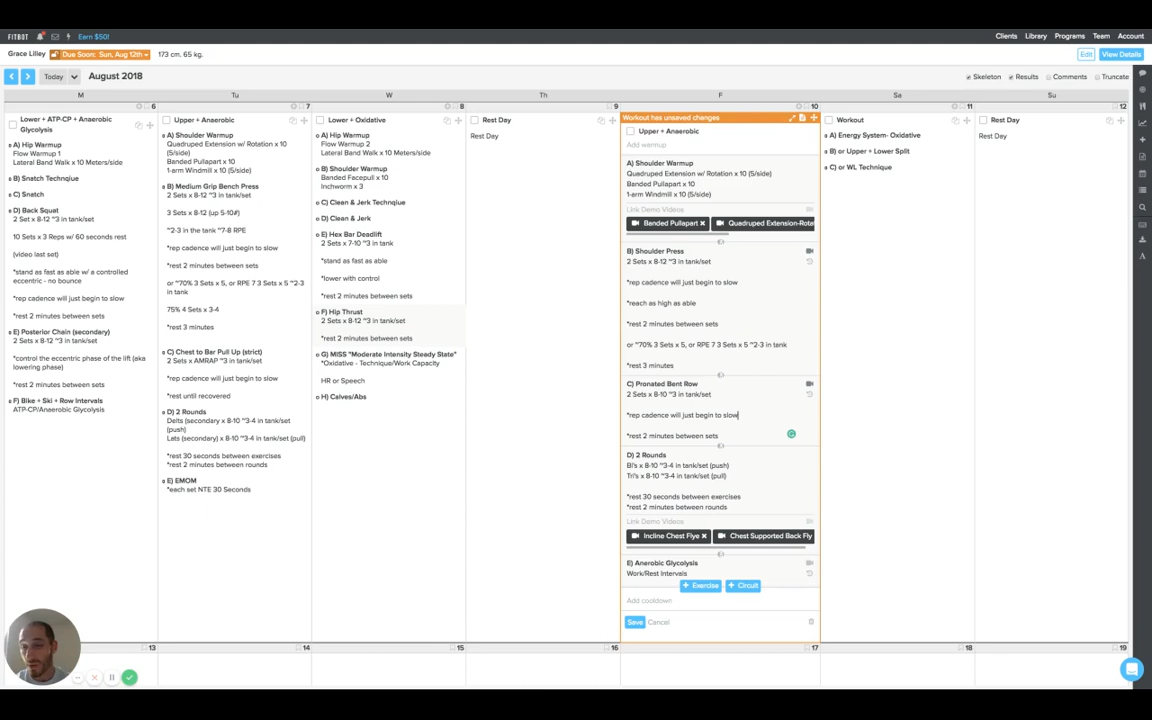 FITBOT
Earn $50!
Clients
Library
Programs
Team
Account
Grace Lilley
Due Soon: Sun, Aug 12th
173 cm. 65 kg.
Edit
View Details
Today
August 2018
Skeleton
Results
Comments
Truncate
M
Tu
W
Th
F
Sa
Su
6
7
8
9
10
11
12
Lower + ATP-CP + Anaerobic
Glycolysis
A) Hip Warmup
Flow Warmup 1
Lateral Band Walk x 10 Meters/side
B) Snatch Technqiue
C) Snatch
D) Back Squat
2 Set x 8-12 ~3 in tank/set
10 Sets x 3 Reps w/ 60 seconds rest
(video last set)
*stand as fast as able w/ a controlled
eccentric - no bounce
*rep cadence will just begin to slow
*rest 2 minutes between sets
E) Posterior Chain (secondary)
2 Sets x 8-12 ~3 in tank/set
*control the eccentric phase of the lift (aka
lowering phase)
*rest 2 minutes between sets
F) Bike + Ski + Row Intervals
ATP-CP/Anaerobic Glycolysis
Upper + Anaerobic
A) Shoulder Warmup
Quadruped Extension w/ Rotation x 10
(5/side)
Banded Pullapart x 10
1-arm Windmill x 10 (5/side)
B) Medium Grip Bench Press
2 Sets x 8-12 ~3 in tank/set
3 Sets x 8-12 (up 5-10#)
~2-3 in the tank ~7-8 RPE
*rep cadence will just begin to slow
*rest 2 minutes between sets
or ~70% 3 Sets x 5, or RPE 7 3 Sets x 5 ~2-3
in tank
75% 4 Sets x 3-4
*rest 3 minutes
C) Chest to Bar Pull Up (strict)
2 Sets x AMRAP ~3 in tank/set
*rep cadence will just begin to slow
*rest until recovered
D) 2 Rounds
Delts (secondary x 8-10 ~3-4 in tank/set
(push)
Lats (secondary) x 8-10 ~3-4 in tank/set (pull)
*rest 30 seconds between exercises
*rest 2 minutes between rounds
E) EMOM
*each set NTE 30 Seconds
Lower + Oxidative
A) Hip Warmup
Flow Warmup 2
Lateral Band Walk x 10 Meters/side
B) Shoulder Warmup
Banded Facepull x 10
Inchworm x 3
C) Clean & Jerk Technqiue
D) Clean & Jerk
E) Hex Bar Deadlift
2 Sets x 7-10 ~3 in tank
*stand as fast as able
*lower with control
*rest 2 minutes between sets
F) Hip Thrust
2 Sets x 8-12 ~3 in tank/set
*rest 2 minutes between sets
G) MISS "Moderate Intensity Steady State"
*Oxidative - Technique/Work Capacity
HR or Speech
H) Calves/Abs
Rest Day
Rest Day
Workout has unsaved changes
Upper + Anaerobic
Add warmup
A) Shoulder Warmup
Quadruped Extension w/ Rotation x 10 (5/side)
Banded Pullapart x 10
1-arm Windmill x 10 (5/side)
Link Demo Videos
Banded Pullapart
Quadruped Extension-Rota
B) Shoulder Press
2 Sets x 8-12 ~3 in tank/set
*rep cadence will just begin to slow
*reach as high as able
*rest 2 minutes between sets
or ~70% 3 Sets x 5, or RPE 7 3 Sets x 5 ~2-3 in tank
*rest 3 minutes
C) Pronated Bent Row
2 Sets x 8-10 ~3 in tank/set
*rep cadence will just begin to slow
*rest 2 minutes between sets
D) 2 Rounds
Bi's x 8-10 ~3-4 in tank/set (push)
Tri's x 8-10 ~3-4 in tank/set (pull)
*rest 30 seconds between exercises
*rest 2 minutes between rounds
Link Demo Videos
Incline Chest Flye
Chest Supported Back Fly
E) Anerobic Glycolysis
Work/Rest Intervals
Exercise
Circuit
Add cooldown
Save
Cancel
Workout
A) Energy System- Oxidative
B) or Upper + Lower Split
C) or WL Technique
Rest Day
Rest Day
13
14
15
16
17
18
19